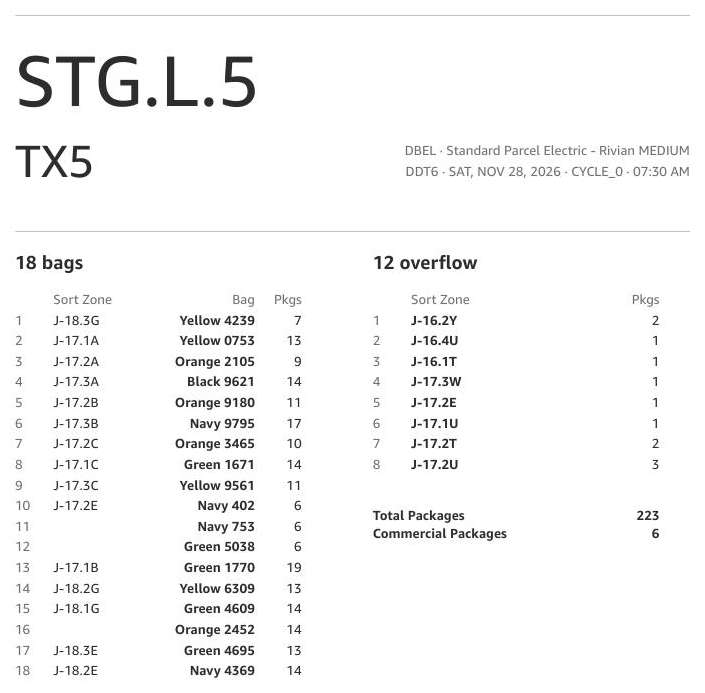 STG.L.5
TX5
DBEL · Standard Parcel Electric - Rivian MEDIUM
DDT6 · SAT, NOV 28, 2026 · CYCLE_0 · 07:30 AM
18 bags
Sort Zone Bag Pkgs
1 J-18.3G Yellow 4239 7
2 J-17.1A Yellow 0753 13
3 J-17.2A Orange 2105 9
4 J-17.3A Black 9621 14
5 J-17.2B Orange 9180 11
6 J-17.3B Navy 9795 17
7 J-17.2C Orange 3465 10
8 J-17.1C Green 1671 14
9 J-17.3C Yellow 9561 11
10 J-17.2E Navy 402 6
11 Navy 753 6
12 Green 5038 6
13 J-17.1B Green 1770 19
14 J-18.2G Yellow 6309 13
15 J-18.1G Green 4609 14
16 Orange 2452 14
17 J-18.3E Green 4695 13
18 J-18.2E Navy 4369 14
12 overflow
Sort Zone Pkgs
1 J-16.2Y 2
2 J-16.4U 1
3 J-16.1T 1
4 J-17.3W 1
5 J-17.2E 1
6 J-17.1U 1
7 J-17.2T 2
8 J-17.2U 3
Total Packages 223
Commercial Packages 6